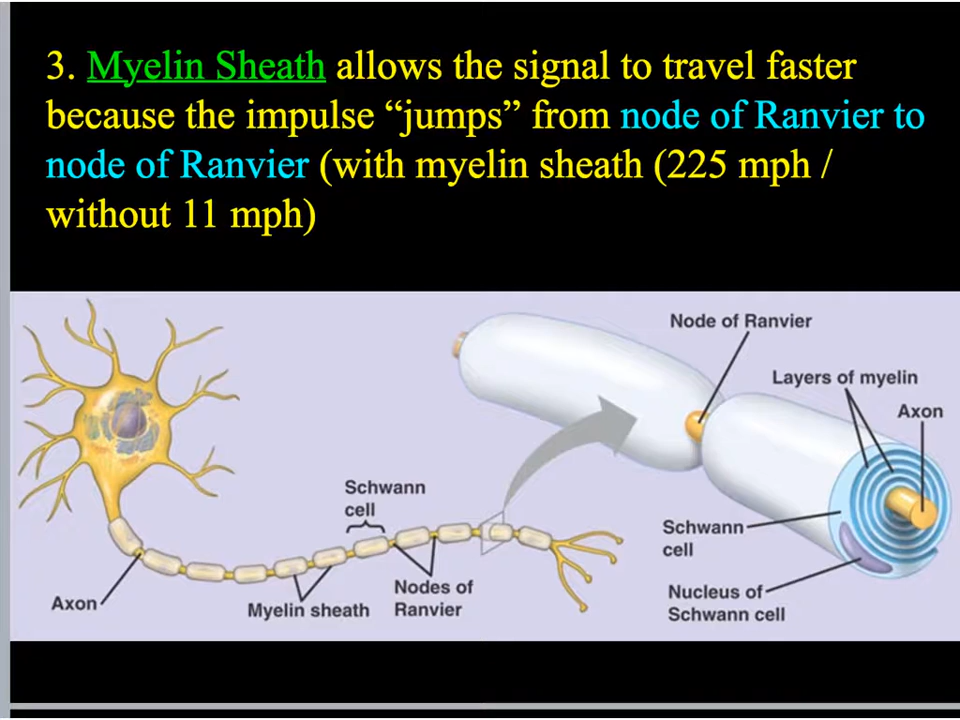 3. Myelin Sheath allows the signal to travel faster
because the impulse “jumps” from node of Ranvier to
node of Ranvier (with myelin sheath (225 mph /
without 11 mph)
Node of Ranvier
Layers of myelin
Axon
Schwann
cell
Schwann
cell
Nucleus of
Schwann cell
Nodes of
Ranvier
Myelin sheath
Axon